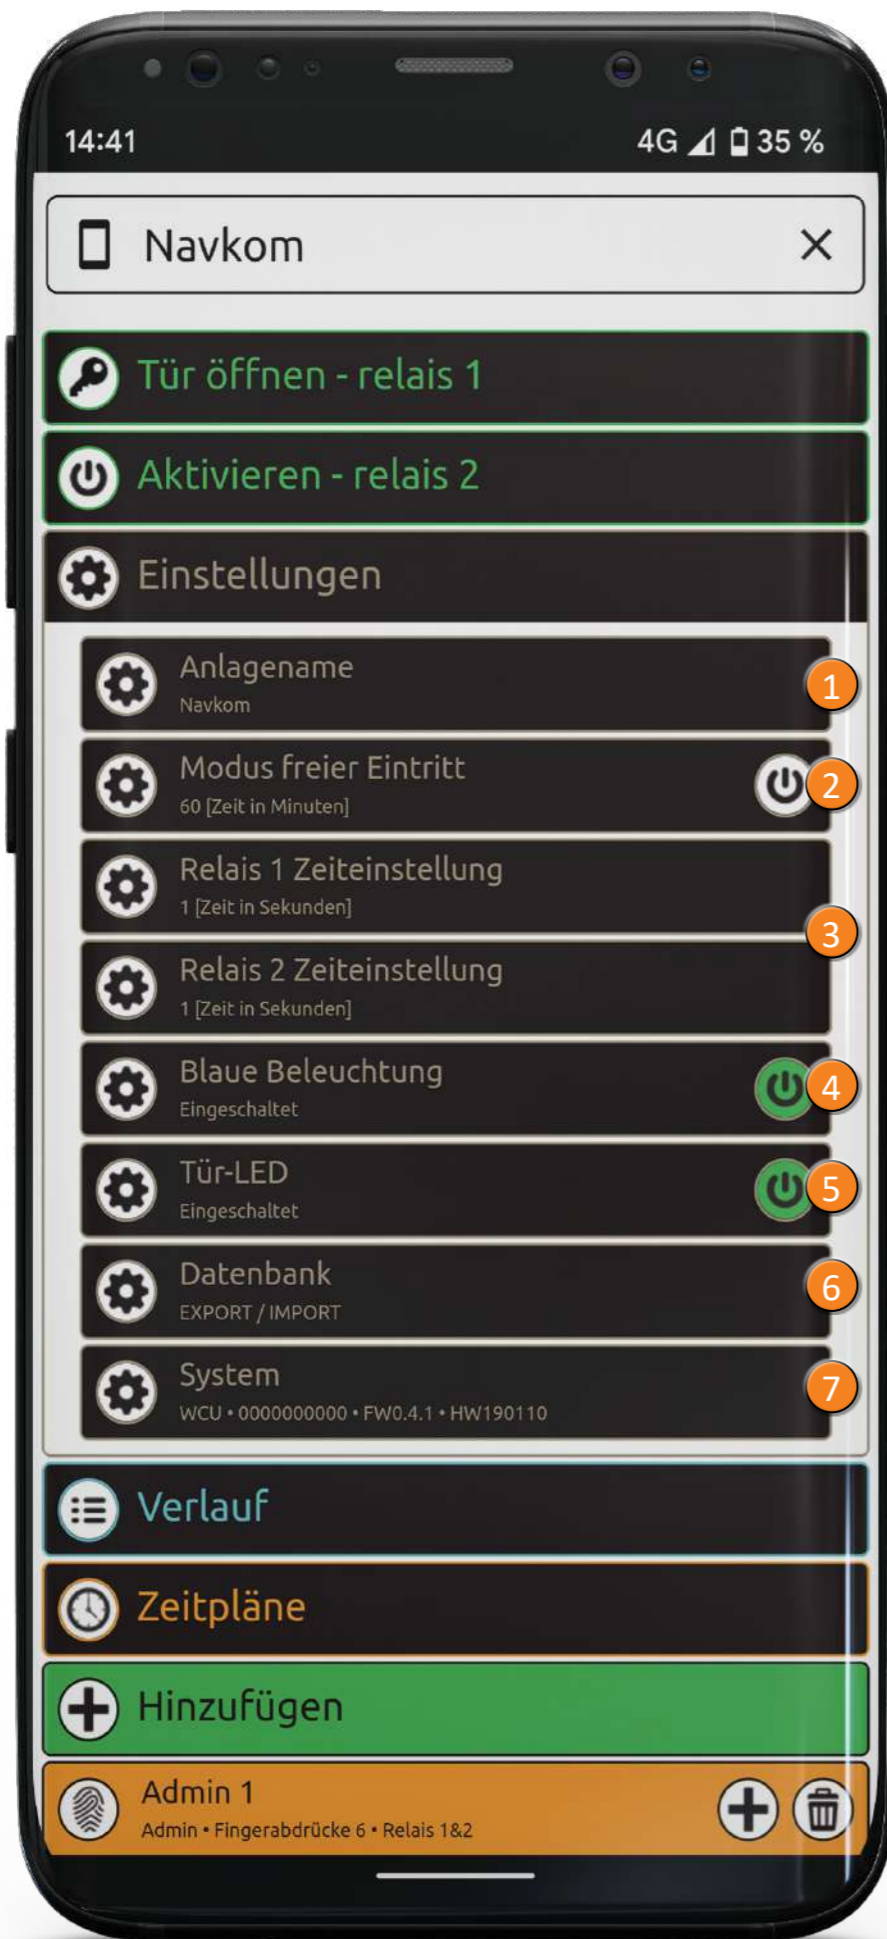 14:41
4G 35 %
Navkom
Tür öffnen - relais 1
Aktivieren - relais 2
Einstellungen
Anlagename
Navkom
1
Modus freier Eintritt
60 [Zeit in Minuten]
2
Relais 1 Zeiteinstellung
1 [Zeit in Sekunden]
3
Relais 2 Zeiteinstellung
1 [Zeit in Sekunden]
Blaue Beleuchtung
Eingeschaltet
4
Tür-LED
Eingeschaltet
5
Datenbank
EXPORT / IMPORT
6
System
WCU • 0000000000 • FW0.4.1 • HW190110
7
Verlauf
Zeitpläne
Hinzufügen
Admin 1
Admin • Fingerabdrücke 6 • Relais 1&2